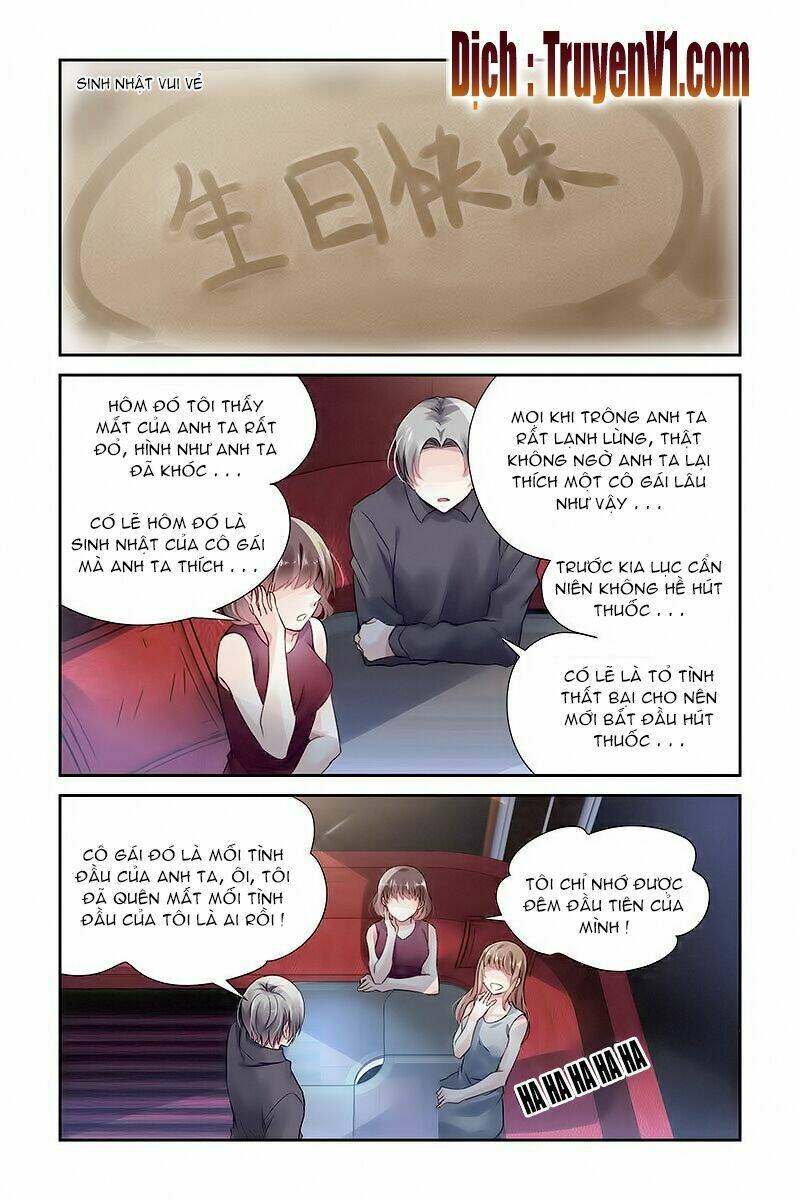 Dịch : TruyenV1.com
SINH NHẬT VUI VẺ
生日快乐
HÔM ĐÓ TÔI THẤY
MẮT CỦA ANH TA RẤT
ĐỎ, HÌNH NHƯ ANH TA
ĐÃ KHÓC . . .
CÓ LẼ HÔM ĐÓ LÀ
SINH NHẬT CỦA CÔ GÁI
MÀ ANH TA THÍCH . . .
MỌI KHI TRÔNG ANH TA
RẤT LẠNH LÙNG, THẬT
KHÔNG NGỜ ANH TA LẠI
THÍCH MỘT CÔ GÁI LÂU
NHƯ VẬY . . .
TRƯỚC KIA LỤC CẨN
NIÊN KHÔNG HỀ HÚT
THUỐC . . .
CÓ LẼ LÀ TỎ TÌNH
THẤT BẠI CHO NÊN
MỚI BẮT ĐẦU HÚT
THUỐC . . .
CÔ GÁI ĐÓ LÀ MỐI TÌNH
ĐẦU CỦA ANH TA, ÔI, TÔI
ĐÃ QUÊN MẤT MỐI TÌNH
ĐẦU CỦA TÔI LÀ AI RỒI !
TÔI CHỈ NHỚ ĐƯỢC
ĐÊM ĐẦU TIÊN CỦA
MÌNH !
HA HA HA HA HA HA